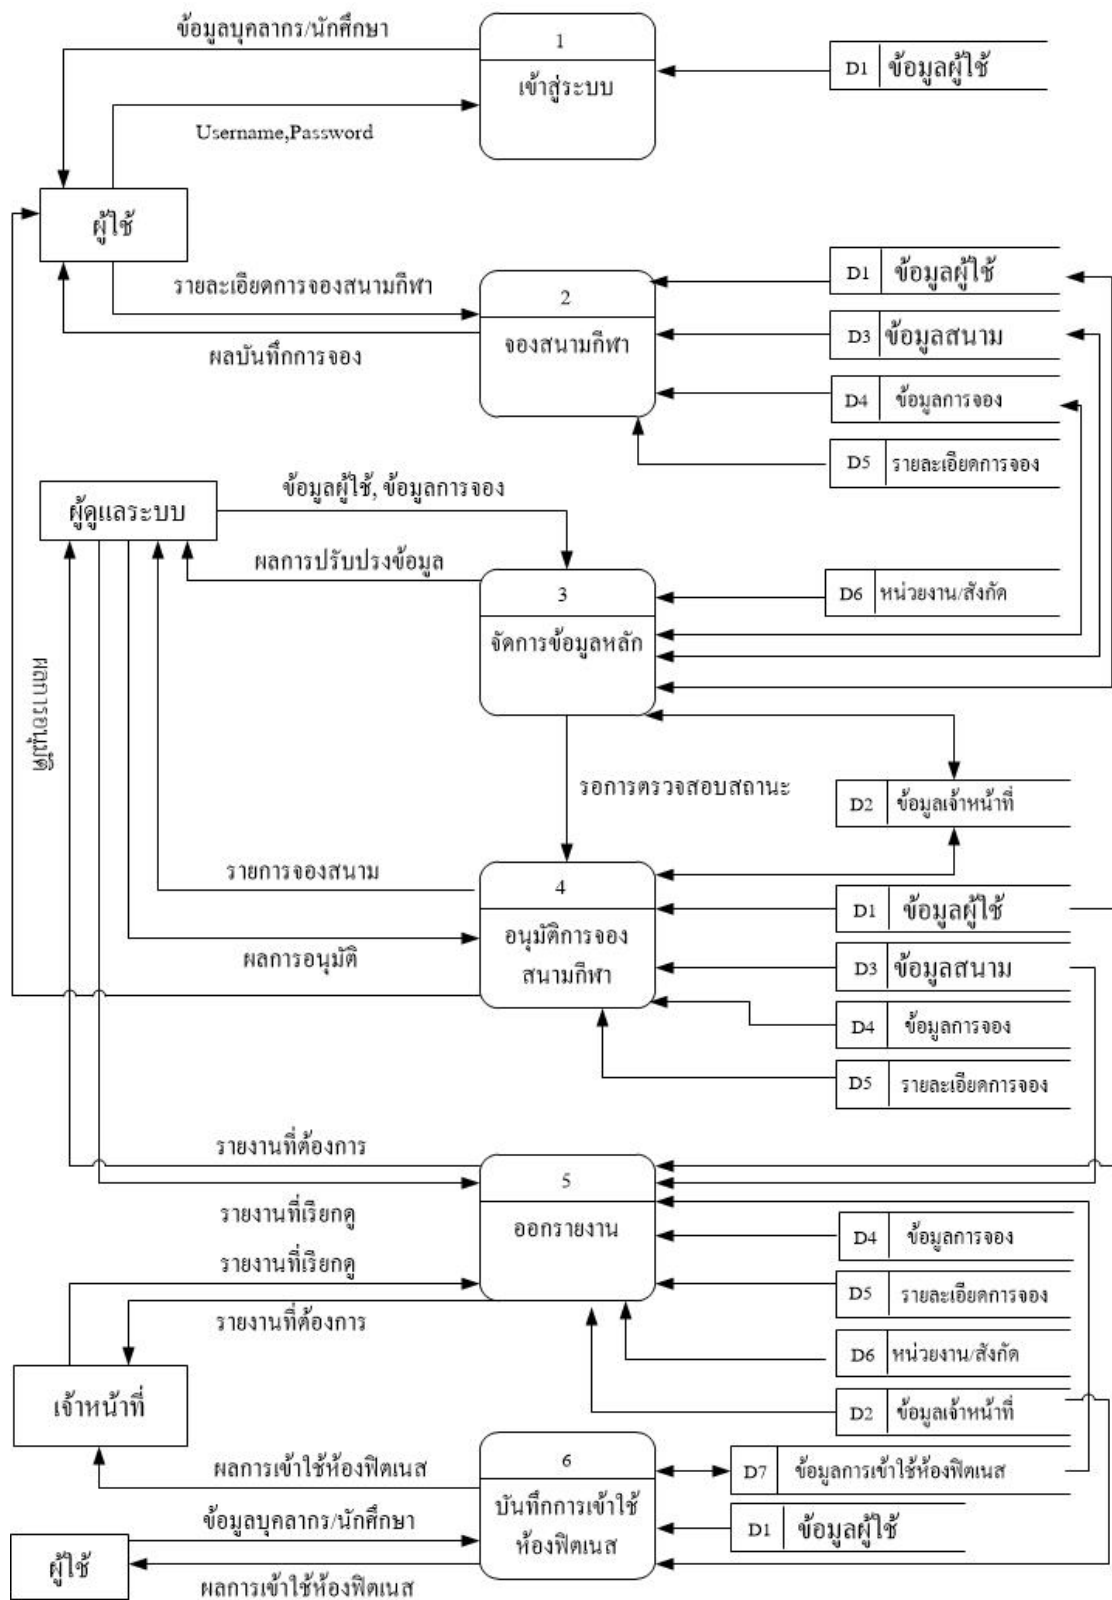 ข้อมูลบุคลากร/นักศึกษา
1
เข้าสู่ระบบ
D1 ข้อมูลผู้ใช้
Username,Password
ผู้ใช้
รายละเอียดการจองสนามกีฬา
ผลบันทึกการจอง
2
จองสนามกีฬา
D1 ข้อมูลผู้ใช้
D3 ข้อมูลสนาม
D4 ข้อมูลการจอง
D5 รายละเอียดการจอง
ผู้ดูแลระบบ
ข้อมูลผู้ใช้, ข้อมูลการจอง
ผลการปรับปรงข้อมูล
3
จัดการข้อมูลหลัก
D6 หน่วยงาน/สังกัด
ผลการอนุมัติ
รอการตรวจสอบสถานะ
D2 ข้อมูลเจ้าหน้าที่
รายการจองสนาม
ผลการอนุมัติ
4
อนุมัติการจอง
สนามกีฬา
D1 ข้อมูลผู้ใช้
D3 ข้อมูลสนาม
D4 ข้อมูลการจอง
D5 รายละเอียดการจอง
รายงานที่ต้องการ
รายงานที่เรียกดู
รายงานที่เรียกดู
รายงานที่ต้องการ
5
ออกรายงาน
D4 ข้อมูลการจอง
D5 รายละเอียดการจอง
D6 หน่วยงาน/สังกัด
D2 ข้อมูลเจ้าหน้าที่
เจ้าหน้าที่
ผลการเข้าใช้ห้องฟิตเนส
ข้อมูลบุคลากร/นักศึกษา
ผู้ใช้
ผลการเข้าใช้ห้องฟิตเนส
6
บันทึกการเข้าใช้
ห้องฟิตเนส
D7 ข้อมูลการเข้าใช้ห้องฟิตเนส
D1 ข้อมูลผู้ใช้